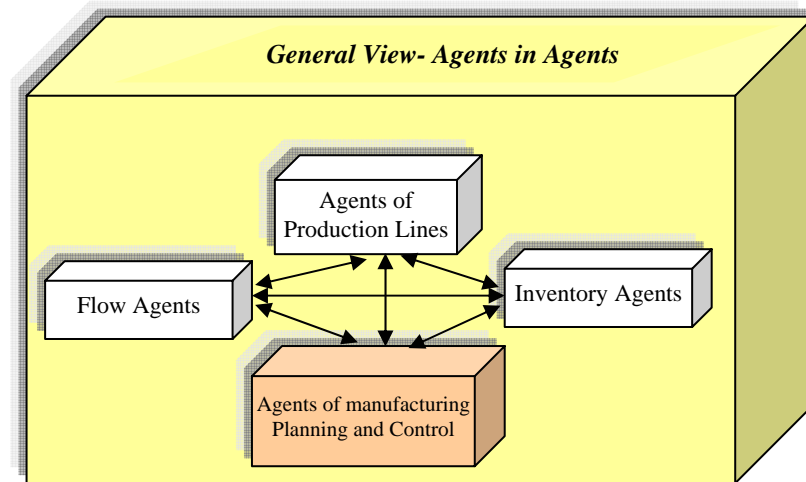 General View- Agents in Agents
Agents of
Production Lines
Flow Agents
Inventory Agents
Agents of manufacturing
Planning and Control